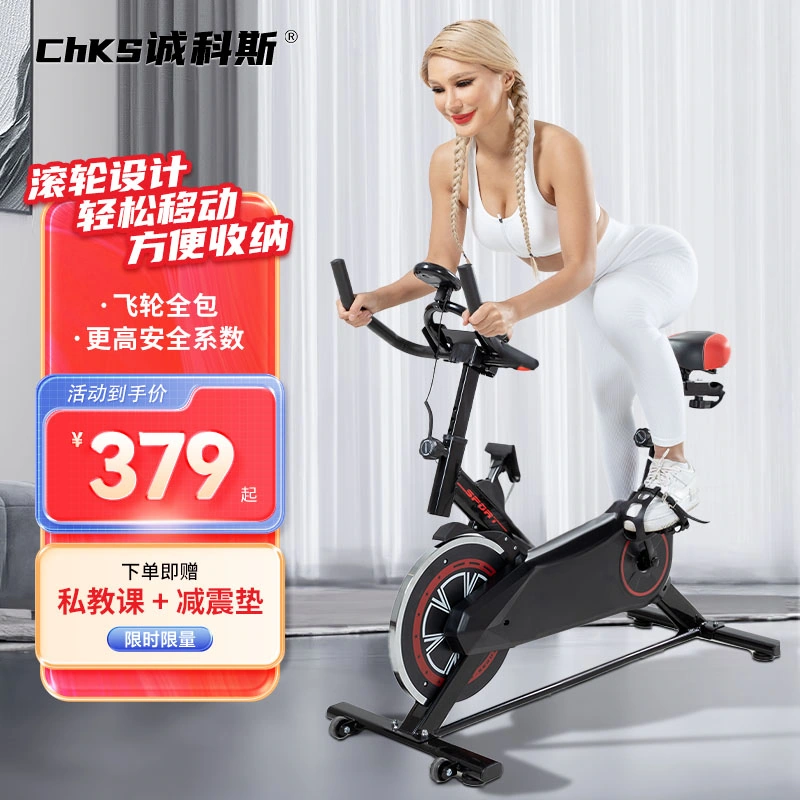 ChKS诚科斯®
滚轮设计
轻松移动
方便收纳
·飞轮全包
·更高安全系数
活动到手价
¥379起
下单即赠
私教课+减震垫
限时限量
SPORT